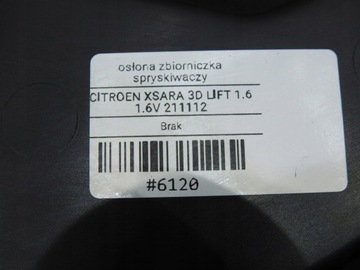 osłona zbiorniczka
spryskiwaczy
CITROEN XSARA 3D LIFT 1.6
1.6V 211112
Brak
#6120